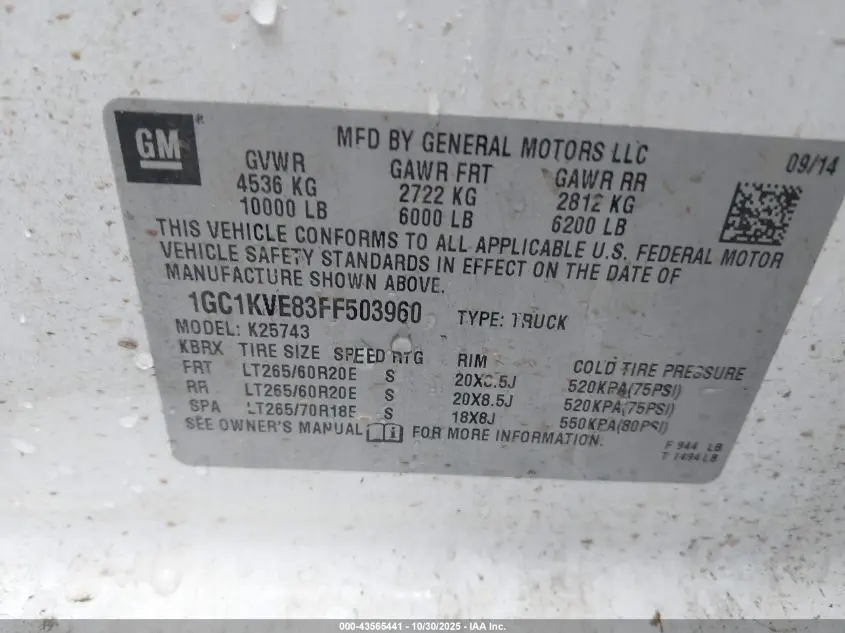 GM®
MFD BY GENERAL MOTORS LLC
09/14
GVWR GAWR FRT GAWR RR
4536 KG 2722 KG 2812 KG
10000 LB 6000 LB 6200 LB
THIS VEHICLE CONFORMS TO ALL APPLICABLE U.S. FEDERAL MOTOR
VEHICLE SAFETY STANDARDS IN EFFECT ON THE DATE OF
MANUFACTURE SHOWN ABOVE.
1GC1KVE83FF503960 TYPE: TRUCK
MODEL: K25743
KBRX TIRE SIZE SPEED RTG RIM COLD TIRE PRESSURE
FRT LT265/60R20E S 20X8.5J 520KPA(75PSI)
RR LT265/60R20E S 20X8.5J 520KPA(75PSI)
SPA LT265/70R18E S 18X8J 550KPA(80PSI)
SEE OWNER'S MANUAL FOR MORE INFORMATION.
F 944 LB
T 1494 LB
000-43565441 - 10/30/2025 - IAA Inc.